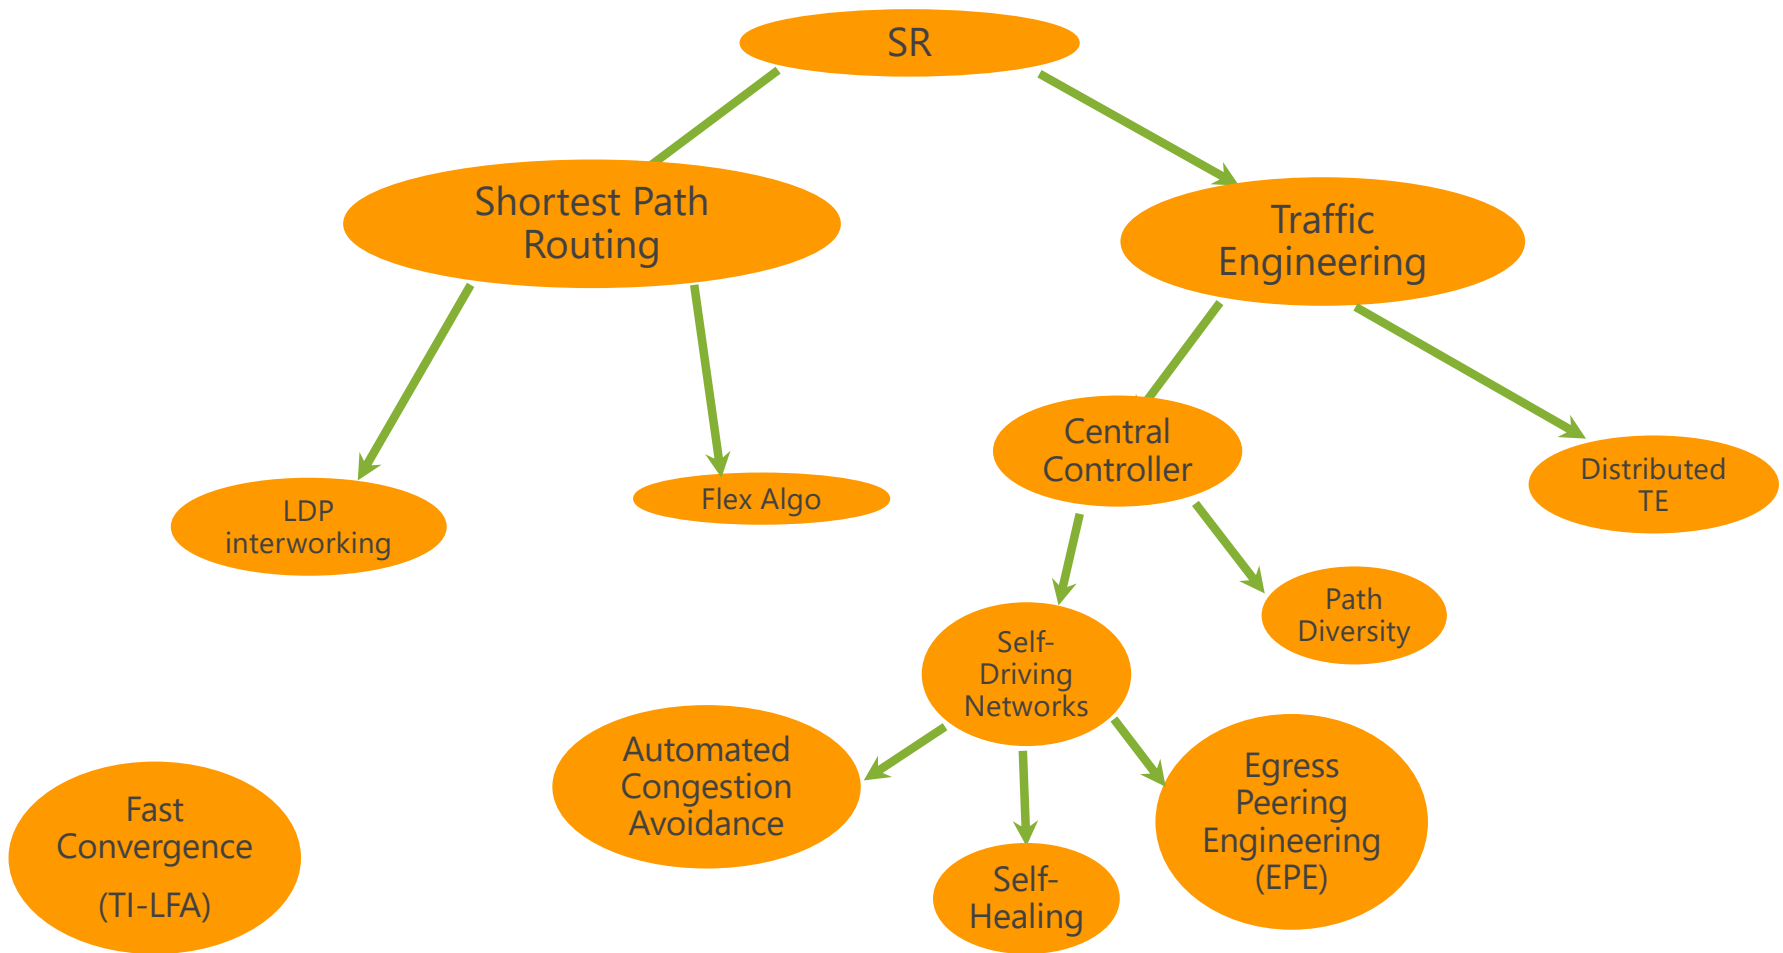 SR
Shortest Path
Routing
Traffic
Engineering
Central
Controller
Distributed
TE
LDP
interworking
Flex Algo
Path
Diversity
Self-
Driving
Networks
Automated
Congestion
Avoidance
Egress
Peering
Engineering
(EPE)
Fast
Convergence
(TI-LFA)
Self-
Healing